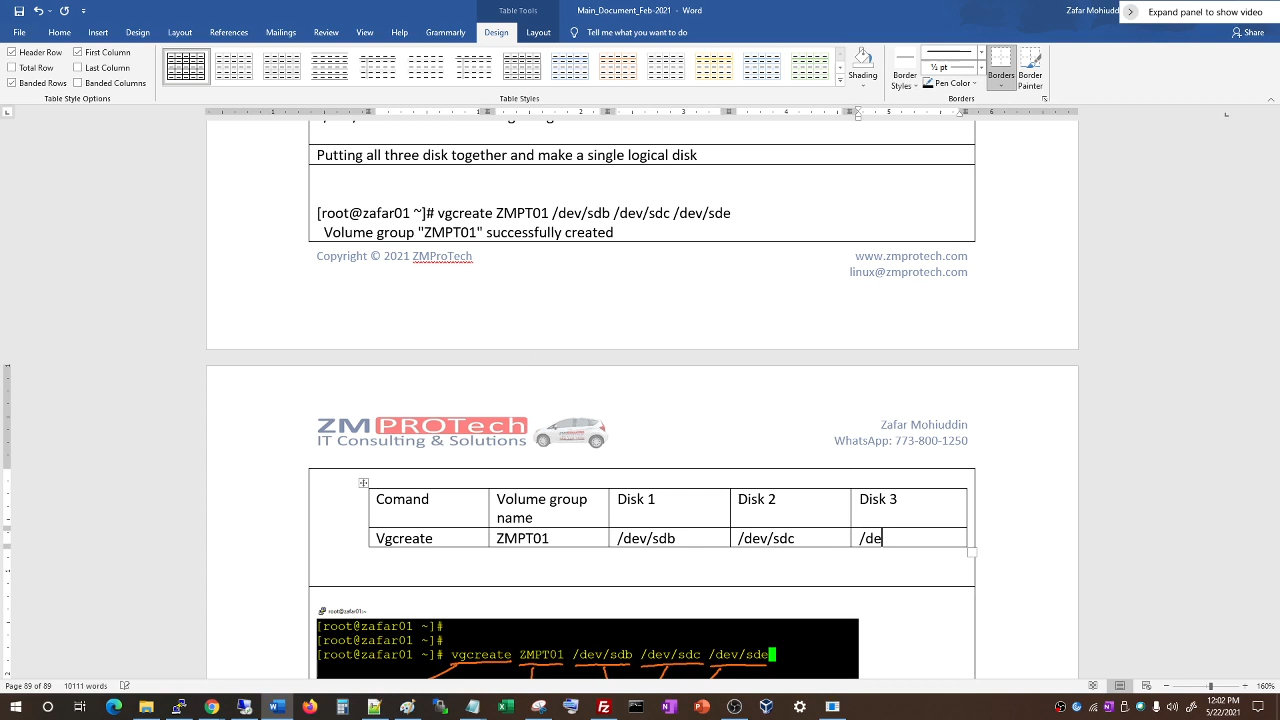 Table Tools
Main_Document_Feb-2021 - Word
Zafar Mohiudd
Expand panel to show video
File Home Insert Draw Design Layout References Mailings Review View Help Grammarly Design Layout Tell me what you want to do Share
Header Row First Column
Total Row Last Column
Banded Rows Banded Columns
Table Style Options
Table Styles
Shading
Border Styles
½ pt
Pen Color
Borders
Border Painter
Borders
Putting all three disk together and make a single logical disk
[root@zafar01 ~]# vgcreate ZMPT01 /dev/sdb /dev/sdc /dev/sde
Volume group "ZMPT01" successfully created
Copyright © 2021 ZMProTech
www.zmprotech.com
linux@zmprotech.com
ZMPROTech
IT Consulting & Solutions
Zafar Mohiuddin
WhatsApp: 773-800-1250
Comand Volume group name Disk 1 Disk 2 Disk 3
Vgcreate ZMPT01 /dev/sdb /dev/sdc /de
root@zafar01:~
[root@zafar01 ~]#
[root@zafar01 ~]#
[root@zafar01 ~]# vgcreate ZMPT01 /dev/sdb /dev/sdc /dev/sde
Page 89 of 89 10111 words
160%
12:02 PM
5/22/2021